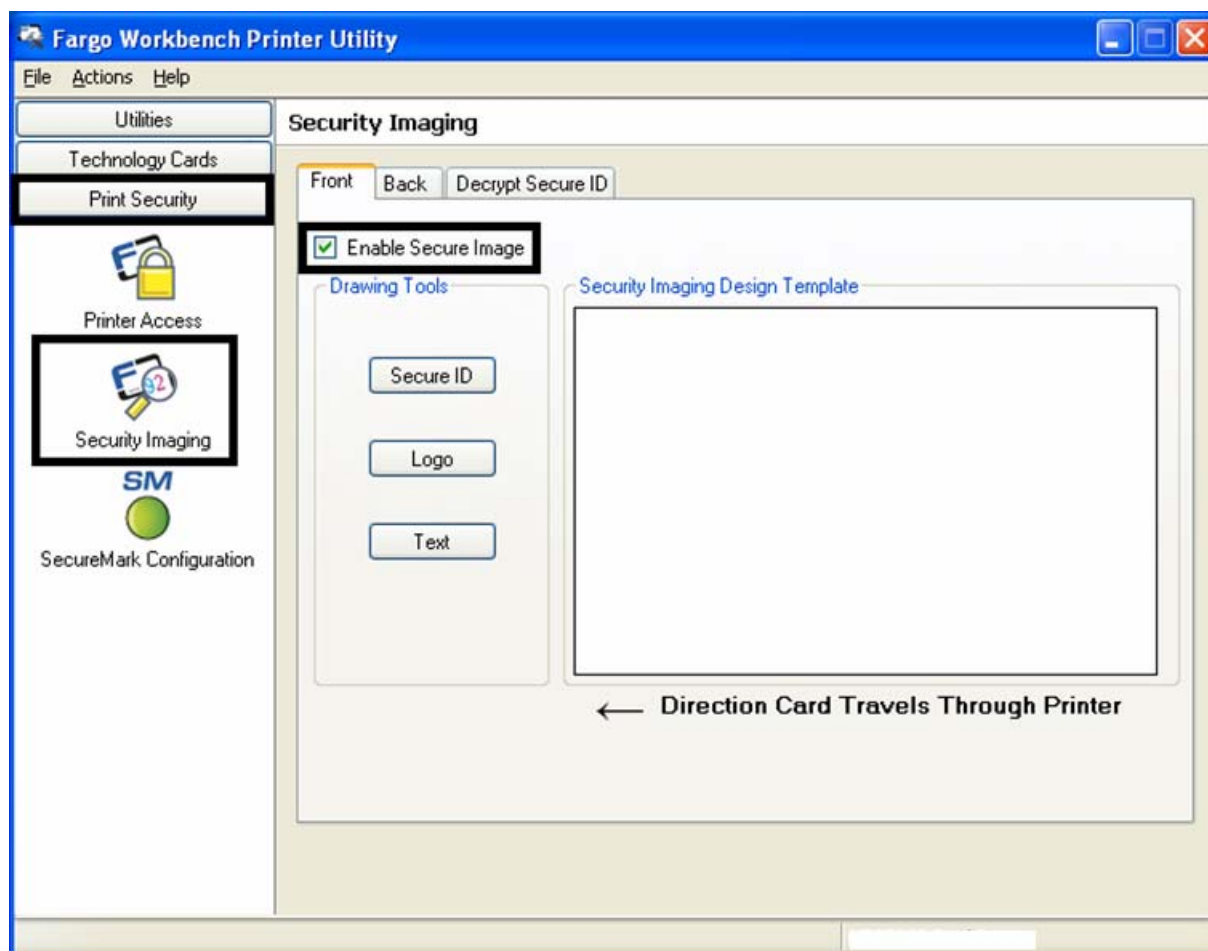 Fargo Workbench Printer Utility
File Actions Help
Utilities
Technology Cards
Print Security
Printer Access
Security Imaging
SM
SecureMark Configuration
Security Imaging
Front Back Decrypt Secure ID
Enable Secure Image
Drawing Tools
Secure ID
Logo
Text
Security Imaging Design Template
← Direction Card Travels Through Printer